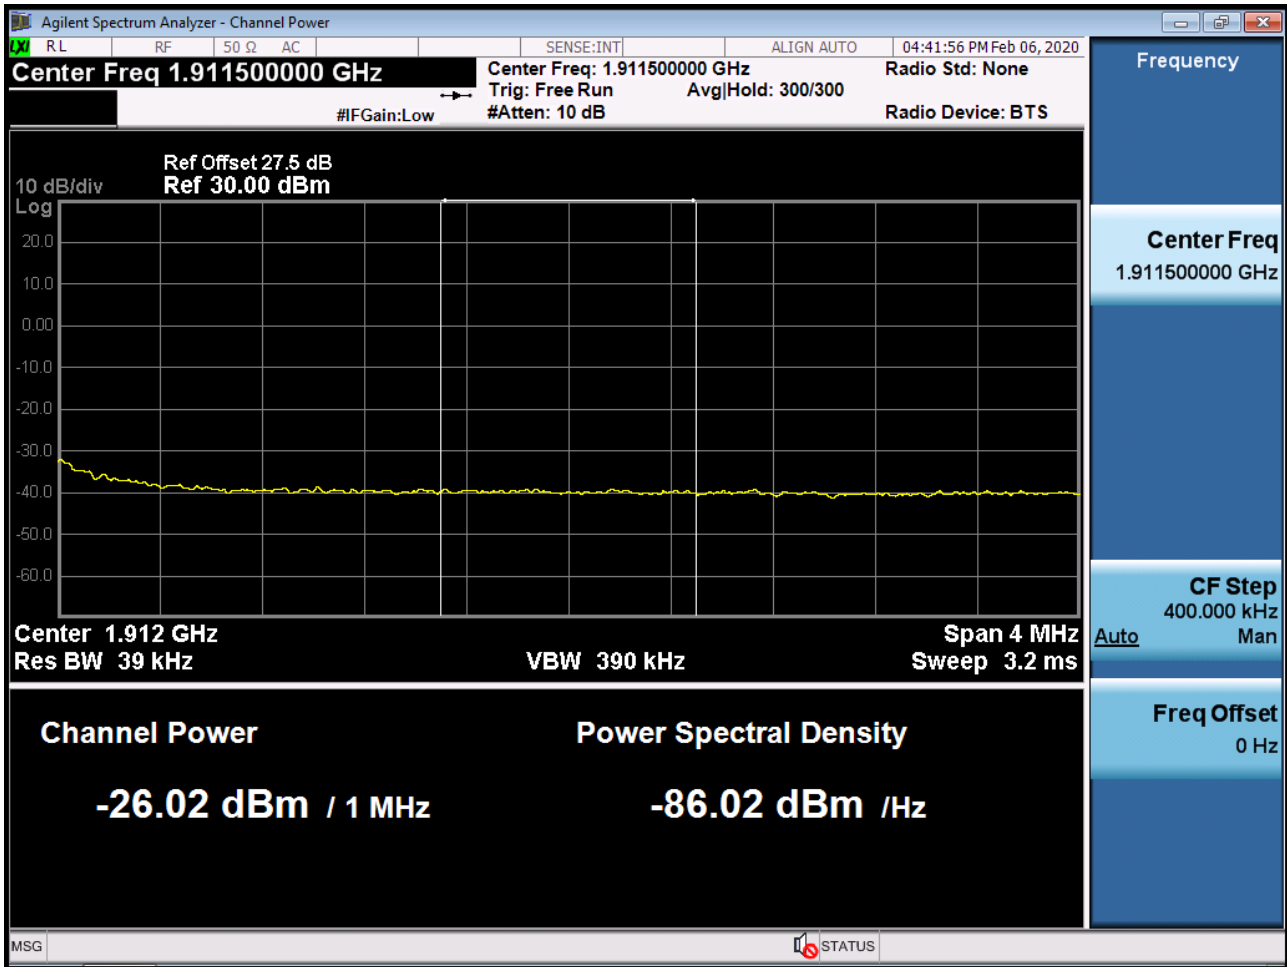 Agilent Spectrum Analyzer - Channel Power
LXI RL RF 50 Ω AC SENSE:INT ALIGN AUTO 04:41:56 PM Feb 06, 2020
Center Freq 1.911500000 GHz
Center Freq: 1.911500000 GHz
Radio Std: None
Trig: Free Run Avg|Hold: 300/300
#IFGain:Low
#Atten: 10 dB
Radio Device: BTS
Ref Offset 27.5 dB
10 dB/div Ref 30.00 dBm
Log
20.0
10.0
0.00
-10.0
-20.0
-30.0
-40.0
-50.0
-60.0
Center 1.912 GHz Span 4 MHz
Res BW 39 kHz VBW 390 kHz Sweep 3.2 ms
Channel Power Power Spectral Density
-26.02 dBm / 1 MHz -86.02 dBm /Hz
Frequency
Center Freq
1.911500000 GHz
CF Step
400.000 kHz
Auto Man
Freq Offset
0 Hz
MSG STATUS